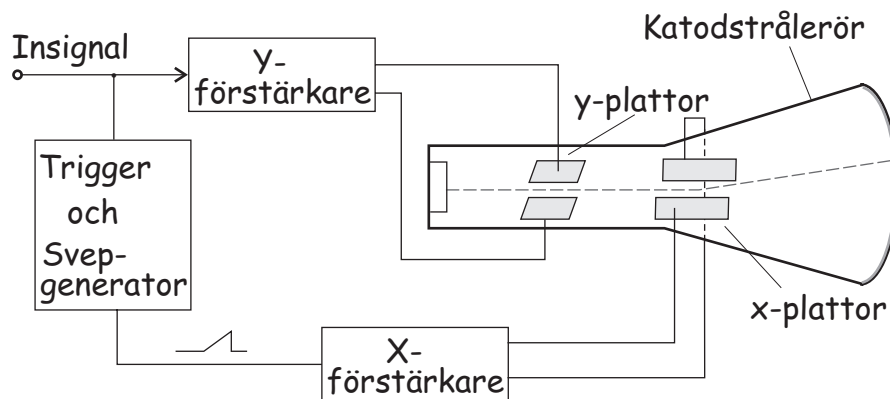 Insignal
Y-
förstärkare
Katodstrålerör
y-plattor
Trigger
och
Svep-
generator
x-plattor
X-
förstärkare